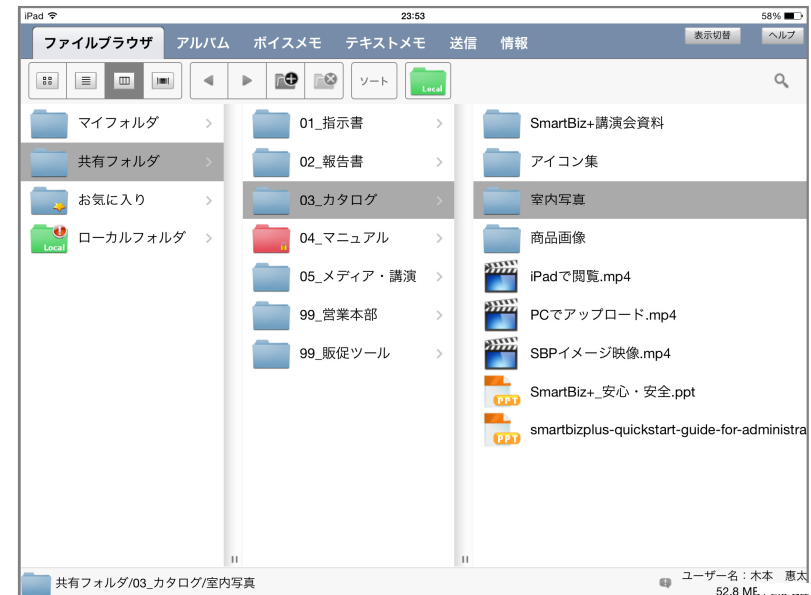 iPad 23:53 58%
ファイルブラウザ アルバム ボイスメモ テキストメモ 送信 情報 表示切替 ヘルプ
ソート Local
マイフォルダ
共有フォルダ
お気に入り
Local ローカルフォルダ
01_指示書
02_報告書
03_カタログ
04_マニュアル
05_メディア・講演
99_営業本部
99_販促ツール
SmartBiz+講演会資料
アイコン集
室内写真
商品画像
iPadで閲覧.mp4
PCでアップロード.mp4
SBPイメージ映像.mp4
PPT SmartBiz+_安心・安全.ppt
PPT smartbizplus-quickstart-guide-for-administra
共有フォルダ/03_カタログ/室内写真
ユーザー名：木本 恵太
52.8